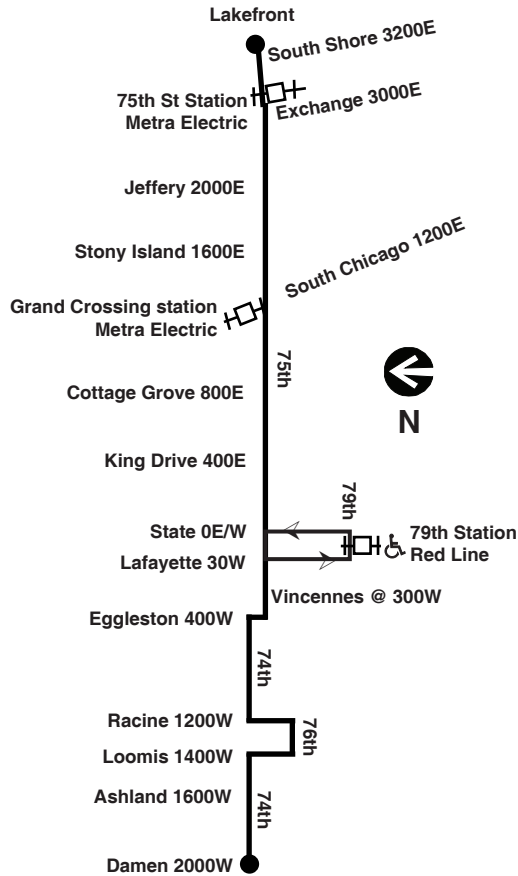 Lakefront
South Shore 3200E
75th St Station
Metra Electric
Exchange 3000E
Jeffery 2000E
Stony Island 1600E
South Chicago 1200E
Grand Crossing station
Metra Electric
75th
Cottage Grove 800E
N
King Drive 400E
79th
State 0E/W
79th Station
Red Line
Lafayette 30W
Vincennes @ 300W
Eggleston 400W
74th
Racine 1200W
76th
Loomis 1400W
Ashland 1600W
74th
Damen 2000W